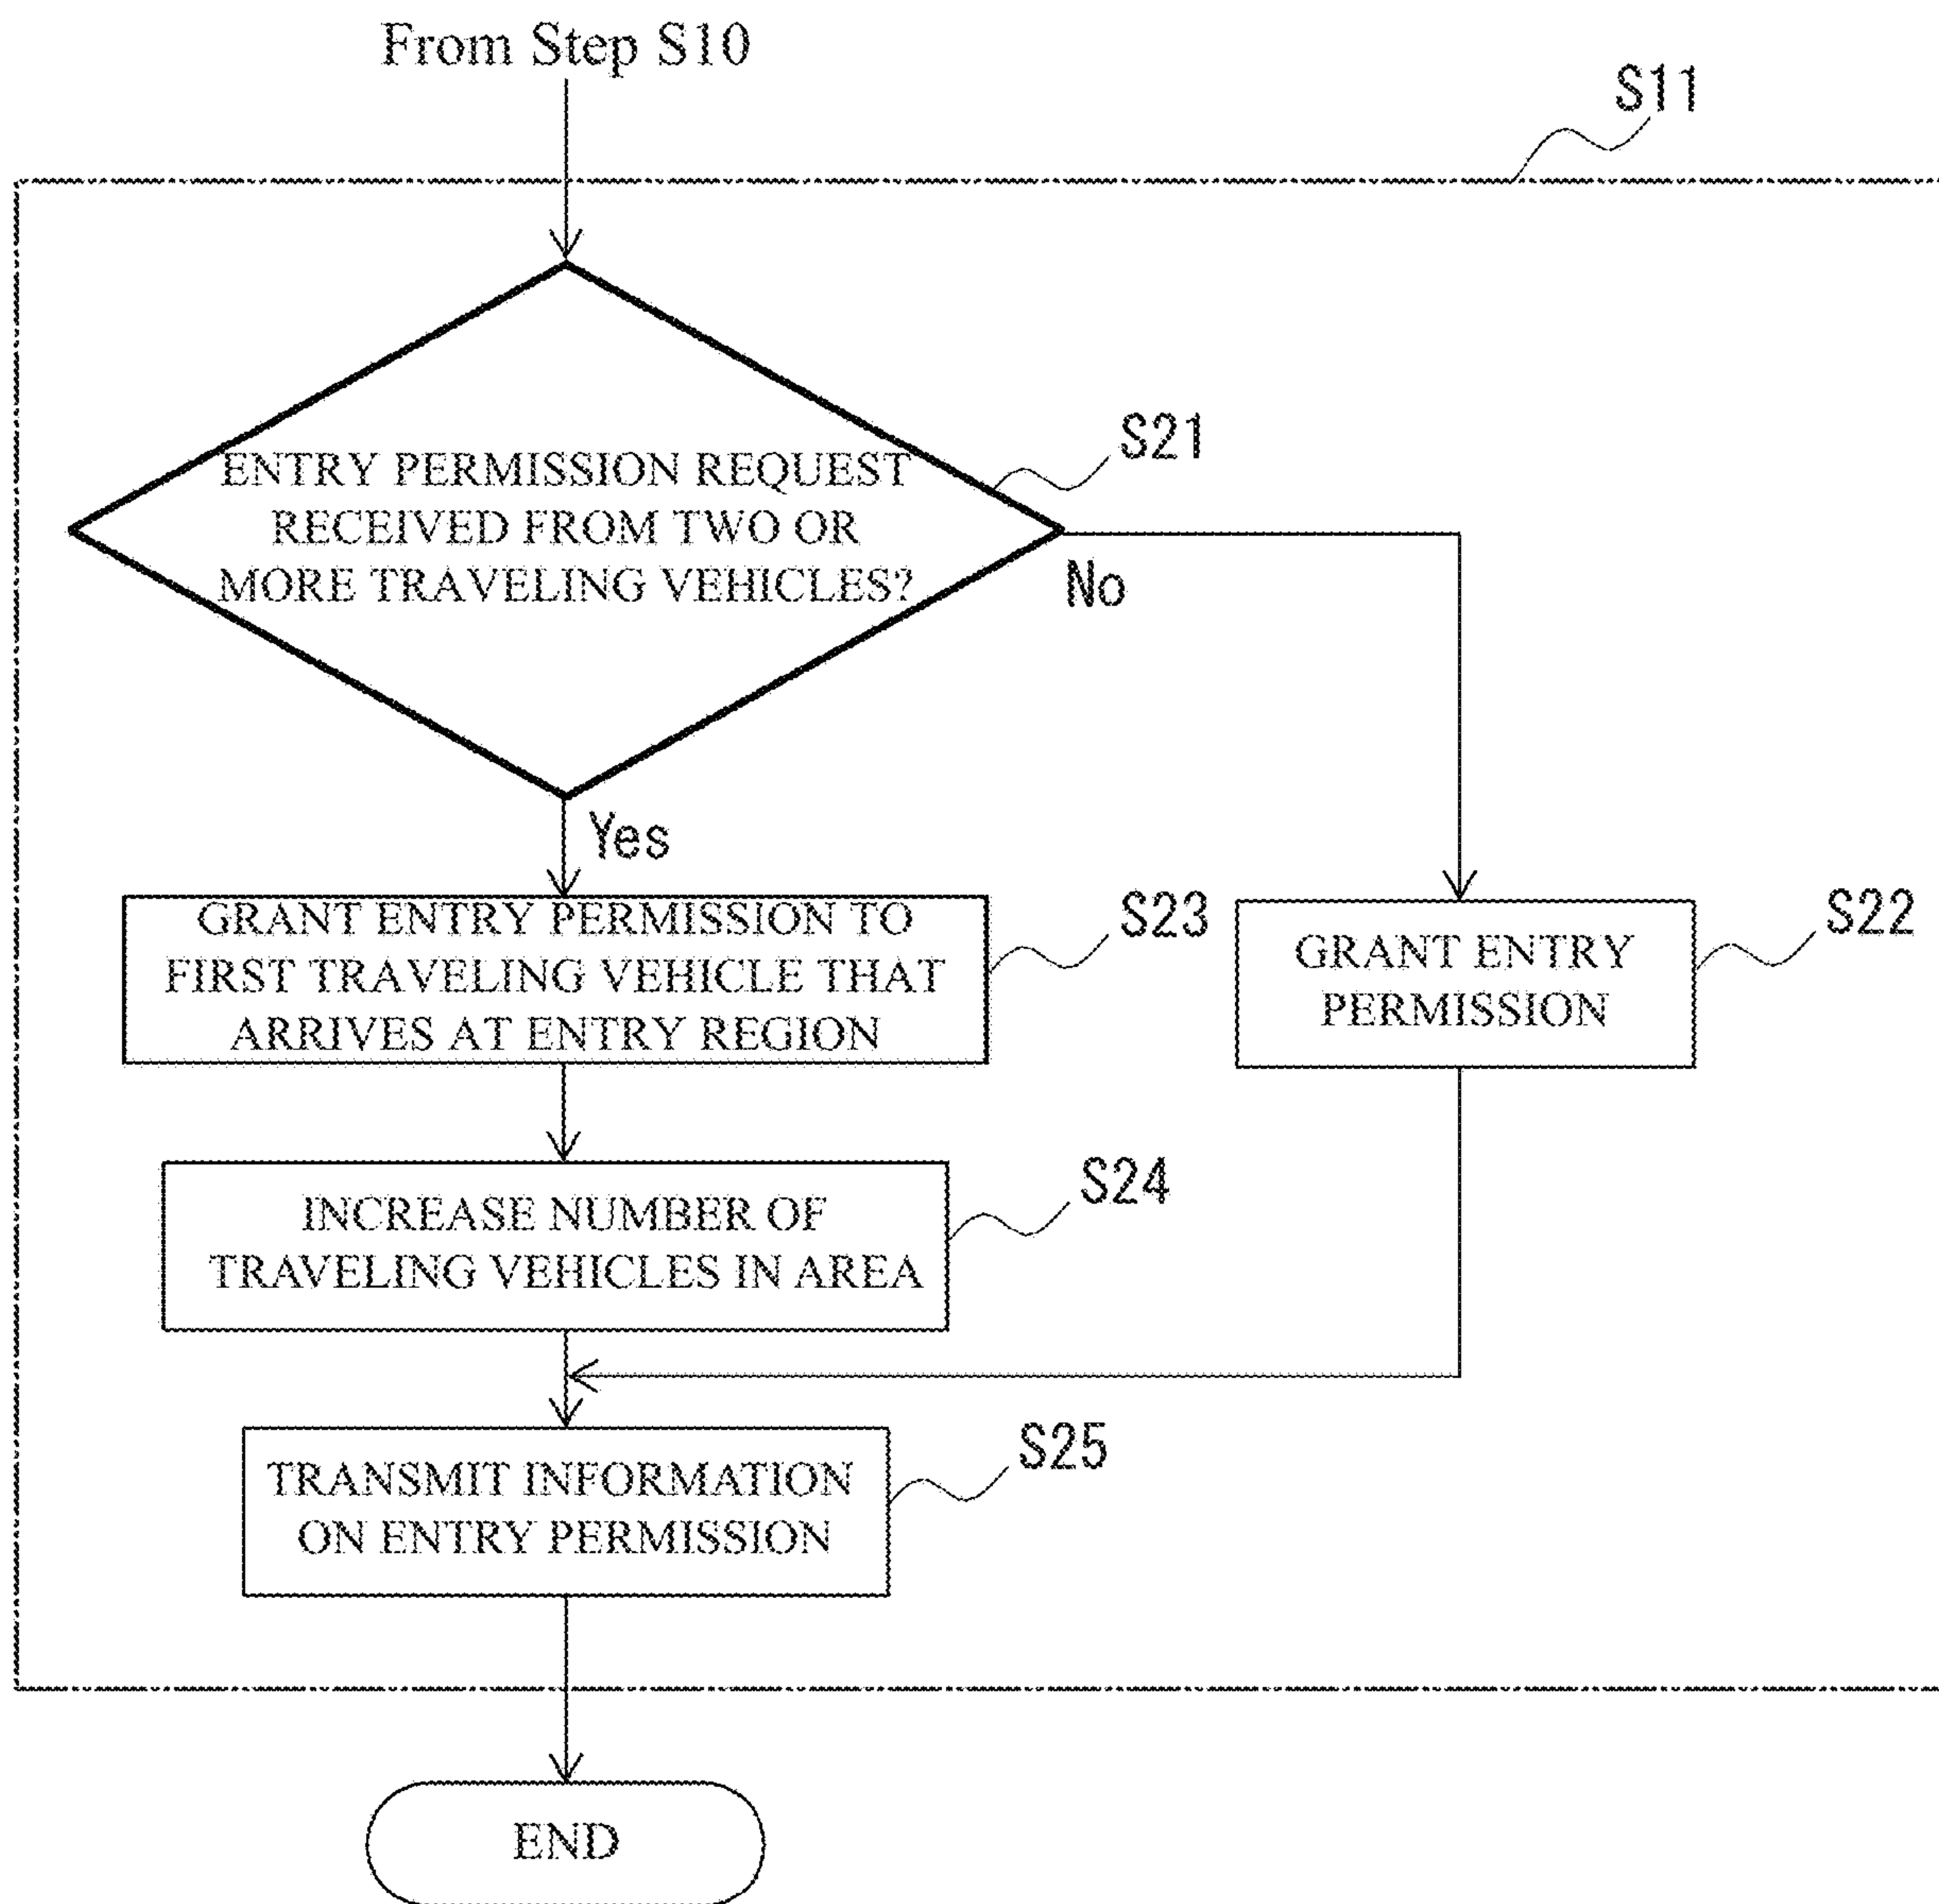 From Step S10
S11
ENTRY PERMISSION REQUEST
RECEIVED FROM TWO OR
MORE TRAVELING VEHICLES?
S21
No
Yes
GRANT ENTRY PERMISSION TO
FIRST TRAVELING VEHICLE THAT
ARRIVES AT ENTRY REGION
S23
GRANT ENTRY
PERMISSION
S22
INCREASE NUMBER OF
TRAVELING VEHICLES IN AREA
S24
TRANSMIT INFORMATION
ON ENTRY PERMISSION
S25
END